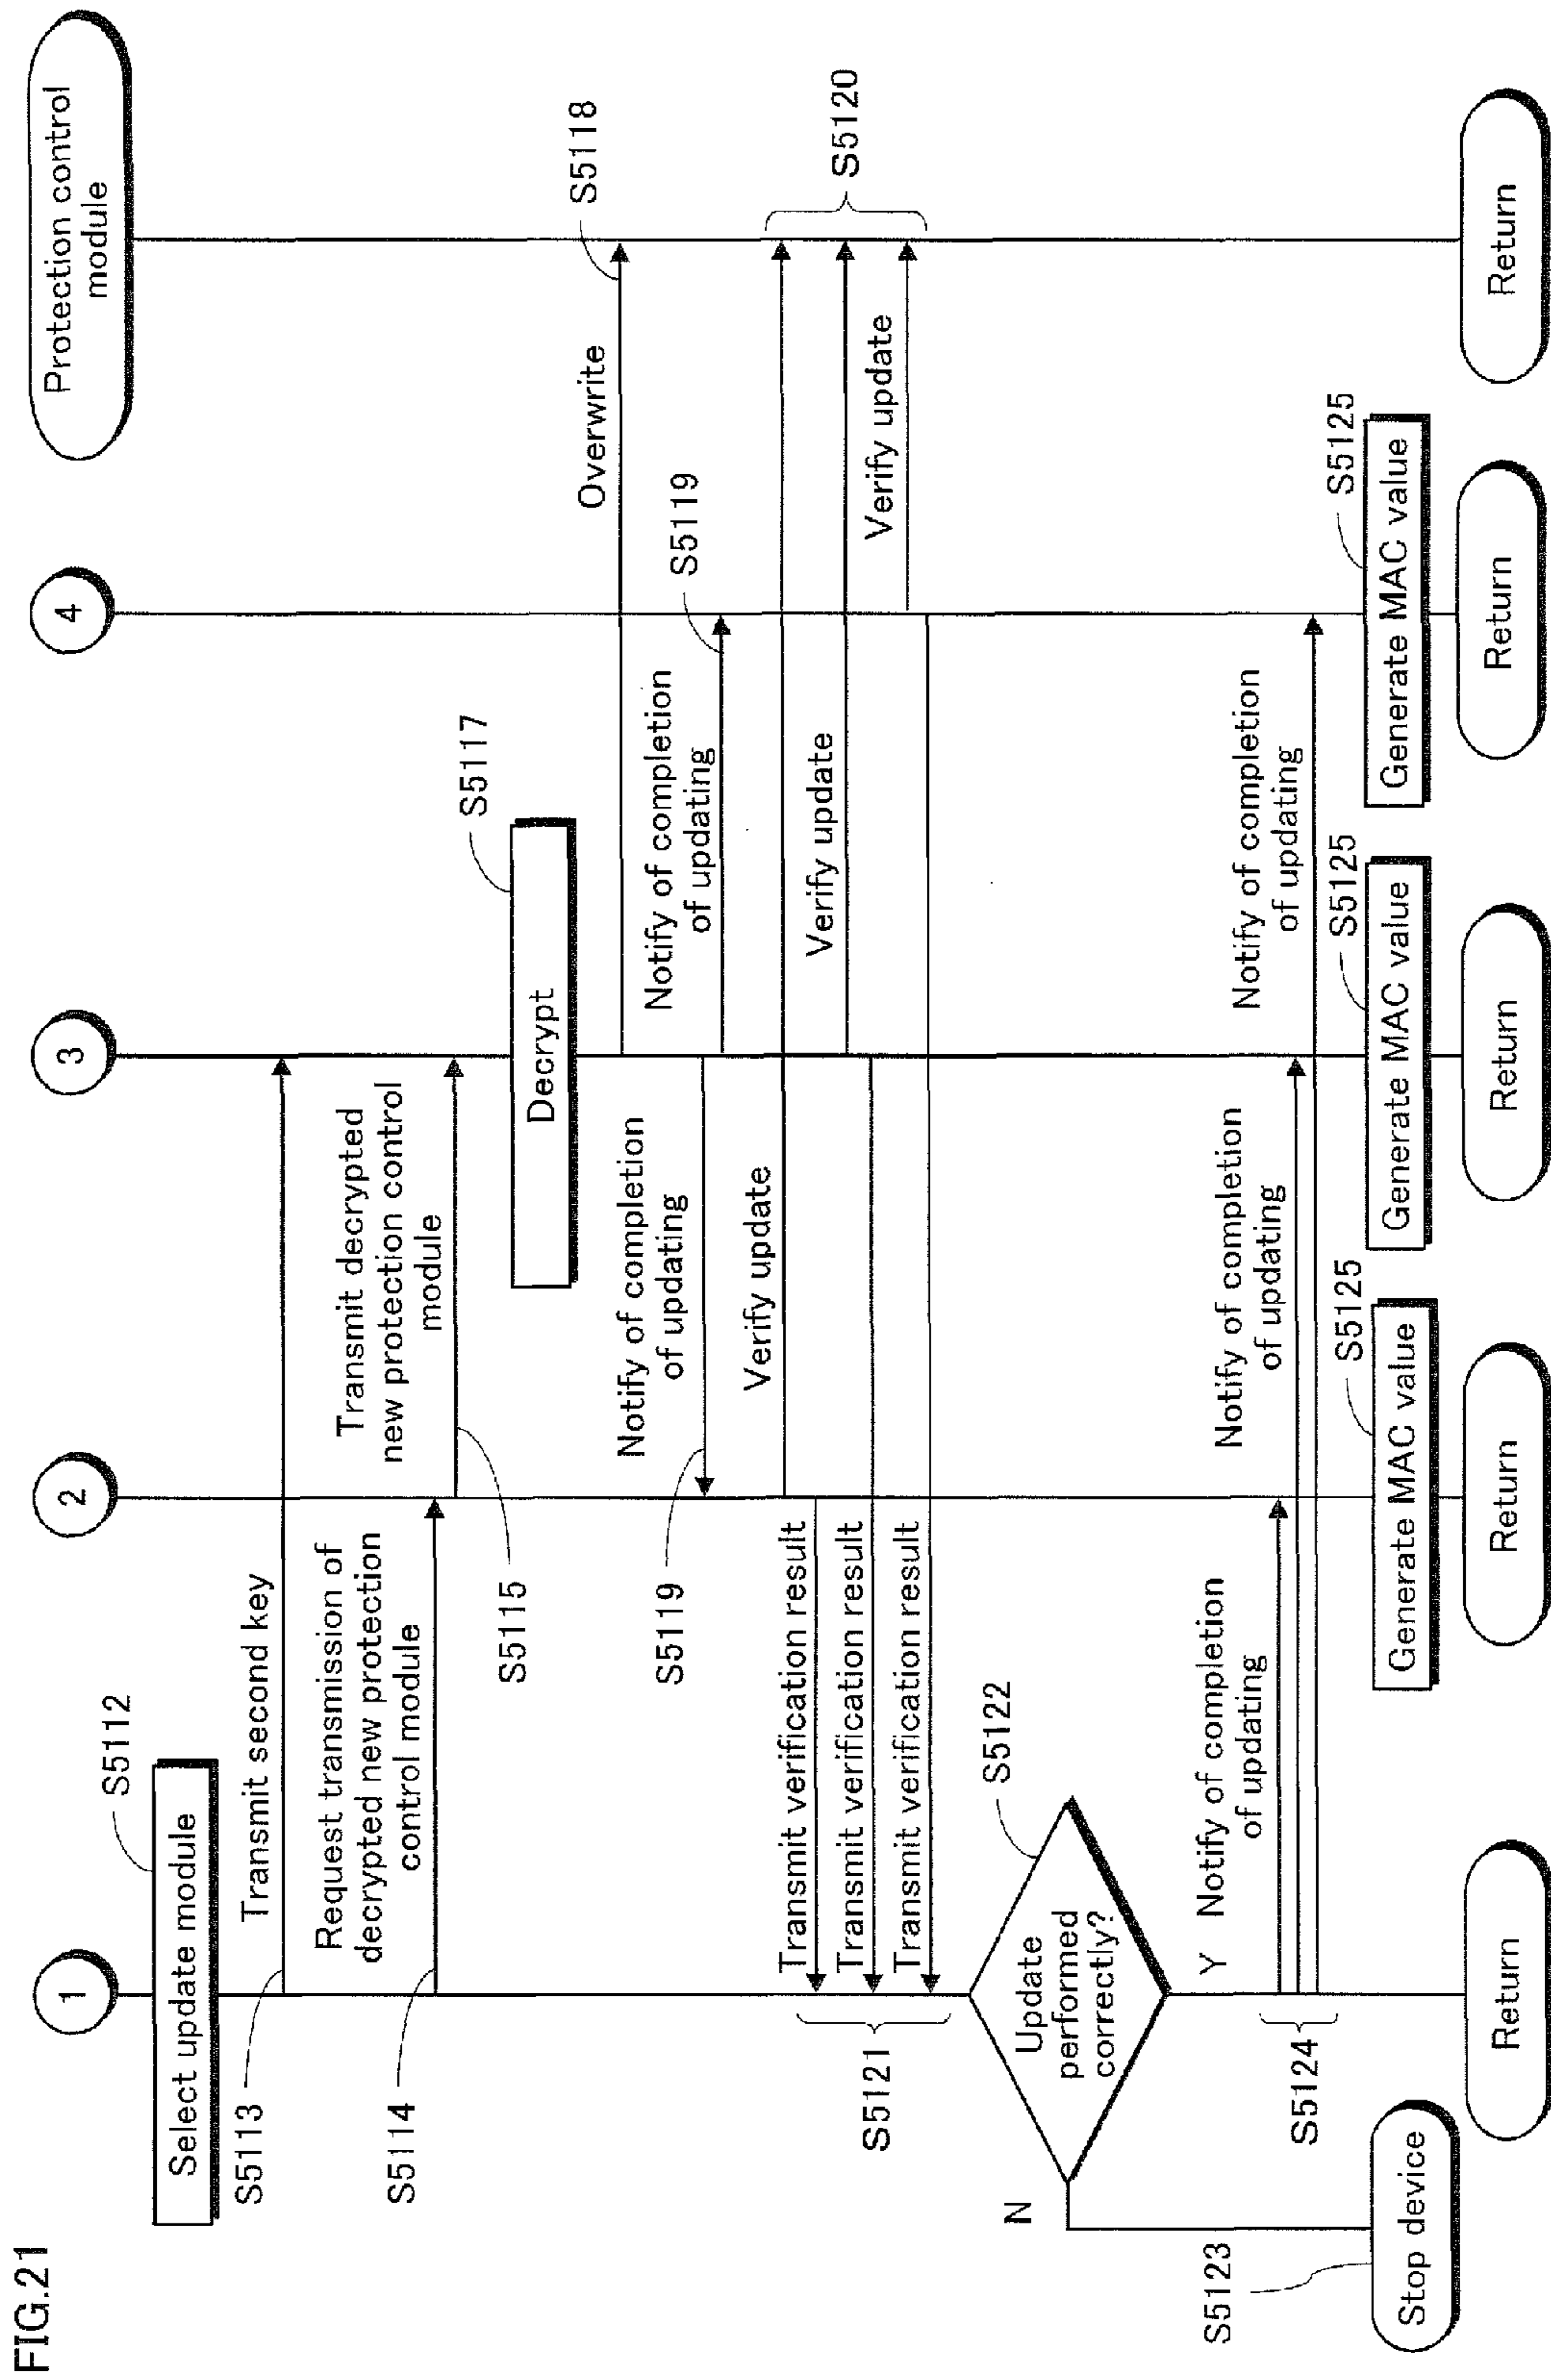 FIG.21
1
2
3
4
Protection control
module
Select update module
S5112
S5113
Transmit second key
S5114
Request transmission of
decrypted new protection
control module
S5115
Transmit decrypted
new protection control
module
Decrypt
S5117
Overwrite
S5118
Notify of completion
of updating
S5119
Notify of completion
of updating
S5119
Verify update
Verify update
Verify update
S5120
Transmit verification result
Transmit verification result
Transmit verification result
S5121
Update
performed
correctly?
S5122
N
S5123
Stop device
Y
S5124
Notify of completion
of updating
Notify of completion
of updating
Notify of completion
of updating
Generate MAC value
S5125
Generate MAC value
S5125
Generate MAC value
S5125
Return
Return
Return
Return
Return